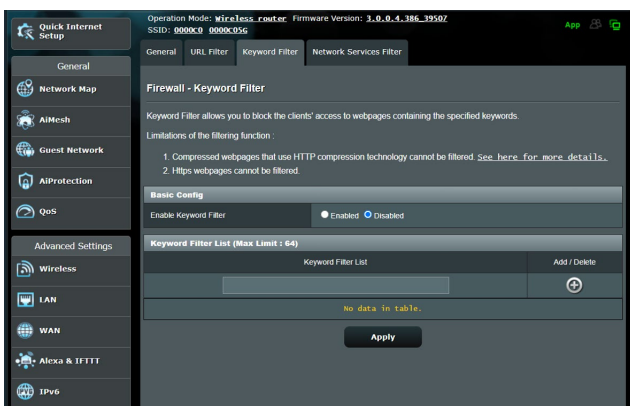 Quick Internet
Setup
General
Network Map
AiMesh
Guest Network
AiProtection
QoS
Advanced Settings
Wireless
LAN
WAN
Alexa & IFTTT
IPv6
Operation Mode: Wireless router Firmware Version: 3.0.0.4.386_39507
SSID: 0000C0 0000C05G
App
General URL Filter Keyword Filter Network Services Filter
Firewall - Keyword Filter
Keyword Filter allows you to block the clients' access to webpages containing the specified keywords.
Limitations of the filtering function :
1. Compressed webpages that use HTTP compression technology cannot be filtered. See here for more details.
2. Https webpages cannot be filtered.
Basic Config
Enable Keyword Filter Enabled Disabled
Keyword Filter List (Max Limit : 64)
Keyword Filter List Add / Delete
No data in table.
Apply